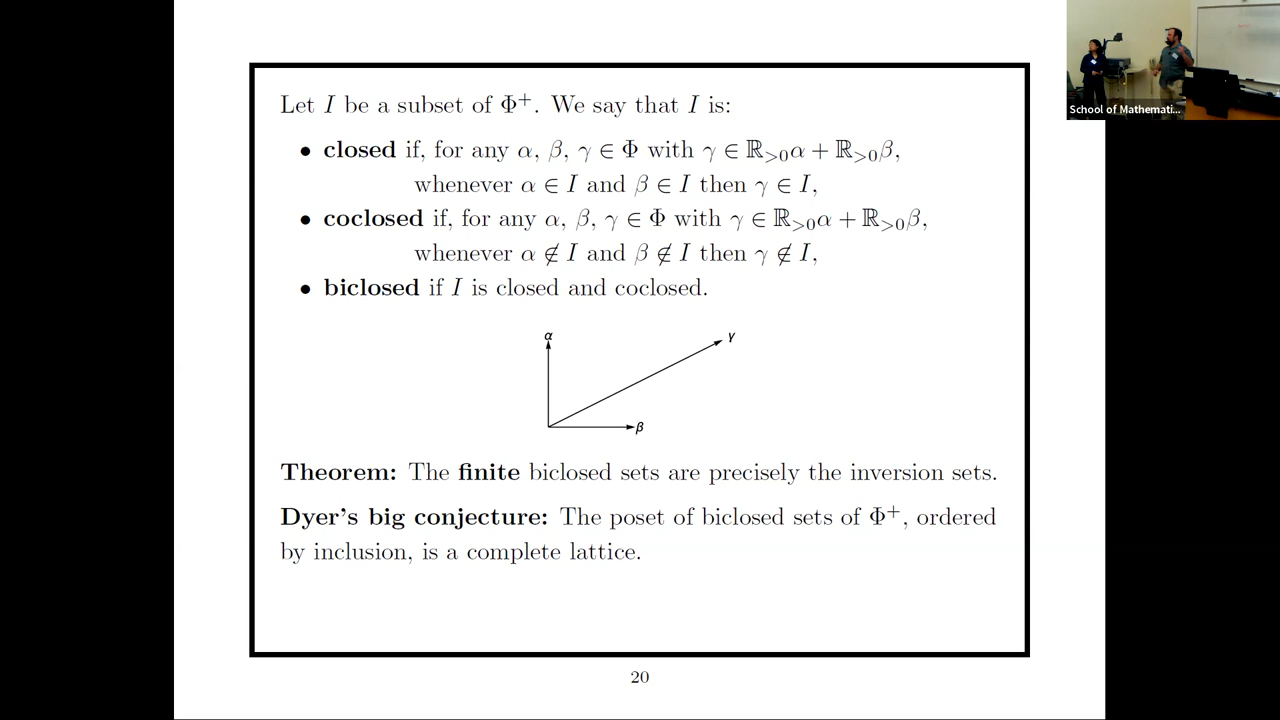 School of Mathemati...
Let I be a subset of Φ⁺. We say that I is:
• closed if, for any α, β, γ ∈ Φ with γ ∈ ℝ>0α + ℝ>0β,
whenever α ∈ I and β ∈ I then γ ∈ I,
• coclosed if, for any α, β, γ ∈ Φ with γ ∈ ℝ>0α + ℝ>0β,
whenever α ∉ I and β ∉ I then γ ∉ I,
• biclosed if I is closed and coclosed.
α
γ
β
Theorem: The finite biclosed sets are precisely the inversion sets.
Dyer's big conjecture: The poset of biclosed sets of Φ⁺, ordered
by inclusion, is a complete lattice.
20